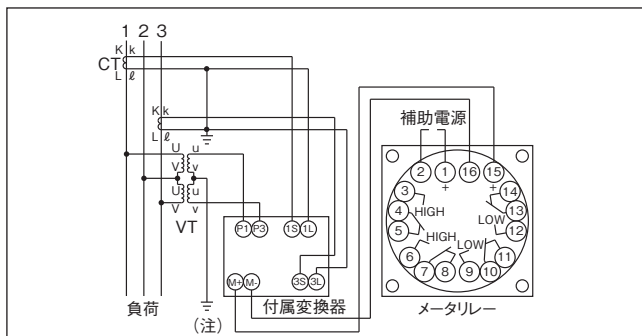 1 2 3
K k
CT
L ℓ
K k
L ℓ
U u
V v
U u
V v
VT
P1 P3 1S 1L
M+ M- 3S 3L
負荷
(注)
付属変換器
補助電源
2 1 16 15
+ +
3 14
4 HIGH 13
5 LOW 12
HIGH LOW
6 11
7 8 9 10
メータリレー